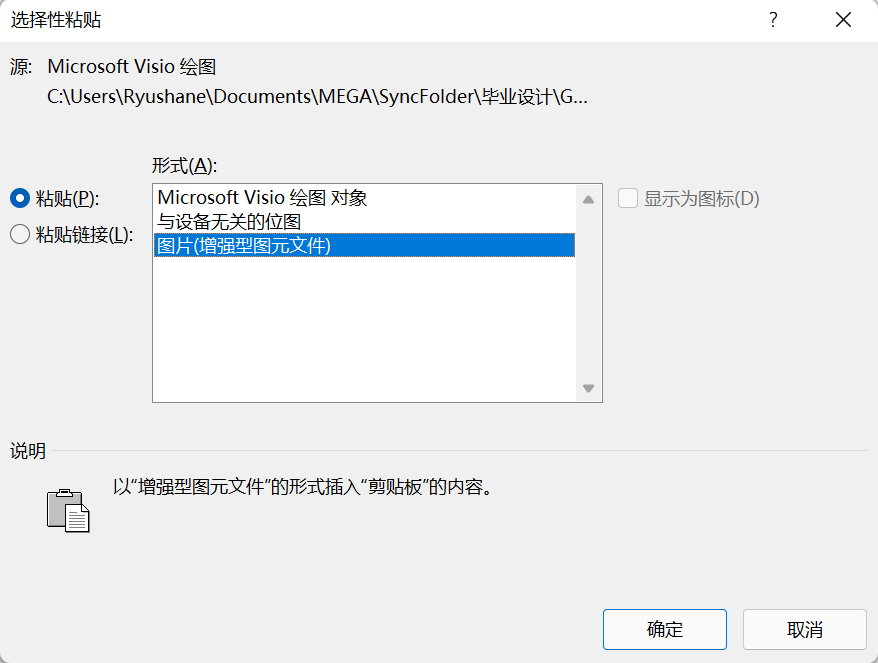 选择性粘贴
源: Microsoft Visio 绘图
C:\Users\Ryushane\Documents\MEGA\SyncFolder\毕业设计\G...
形式(A):
粘贴(P):
粘贴链接(L):
Microsoft Visio 绘图 对象
与设备无关的位图
图片(增强型图元文件)
显示为图标(D)
说明
以“增强型图元文件”的形式插入“剪贴板”的内容。
确定
取消